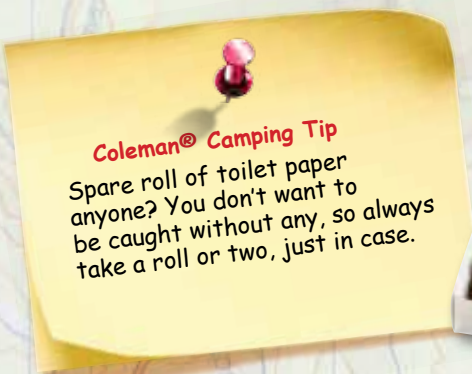 Coleman® Camping Tip
Spare roll of toilet paper
anyone? You don't want to
be caught without any, so always
take a roll or two, just in case.